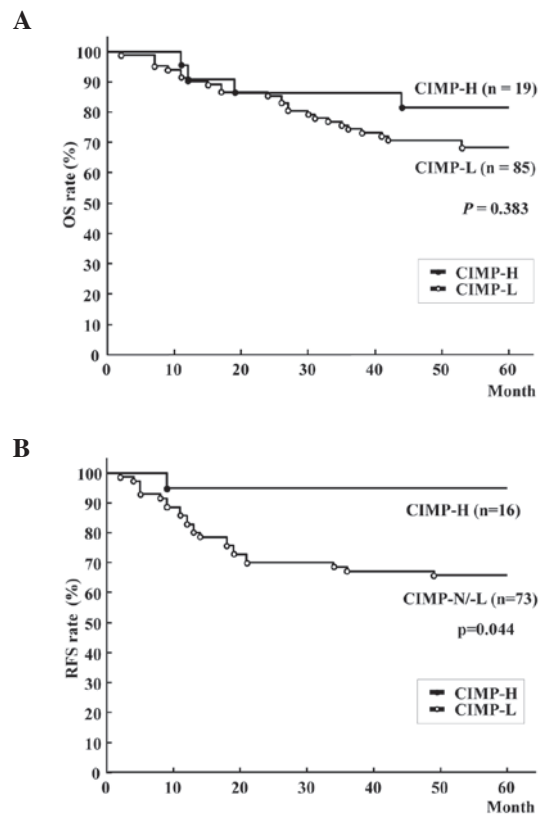 A
OS rate (%)
100
90
80
70
60
50
40
30
20
10
0
CIMP-H (n = 19)
CIMP-L (n = 85)
P = 0.383
CIMP-H
CIMP-L
0 10 20 30 40 50 60
Month
B
RFS rate (%)
100
90
80
70
60
50
40
30
20
10
0
CIMP-H (n=16)
CIMP-N/-L (n=73)
p=0.044
CIMP-H
CIMP-L
0 10 20 30 40 50 60
Month